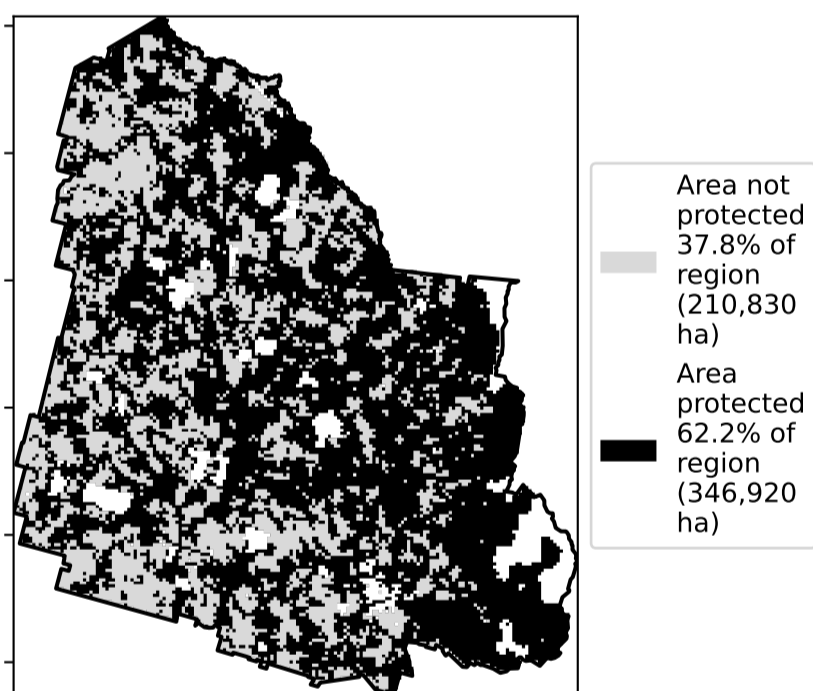 Area not
protected
37.8% of
region
(210,830
ha)
Area
protected
62.2% of
region
(346,920
ha)